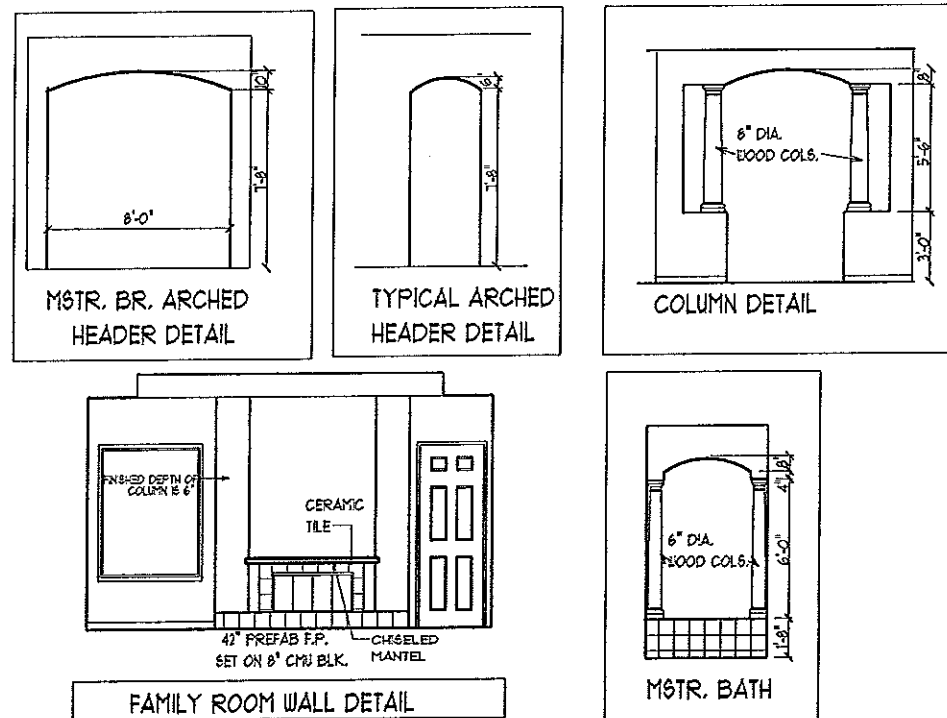 10"
7'-8"
8'-0"
MSTR. BR. ARCHED
HEADER DETAIL
6"
7'-8"
TYPICAL ARCHED
HEADER DETAIL
8" DIA.
WOOD COLS.
8"
5'-6"
3'-0"
COLUMN DETAIL
FINISHED DEPTH OF
COLUMN IS 6"
CERAMIC
TILE
42" PREFAB F.P.
SET ON 8" CMU BLK.
CHISELED
MANTEL
FAMILY ROOM WALL DETAIL
6" DIA.
WOOD COLS.
8"
4"
6'-0"
1'-8"
MSTR. BATH